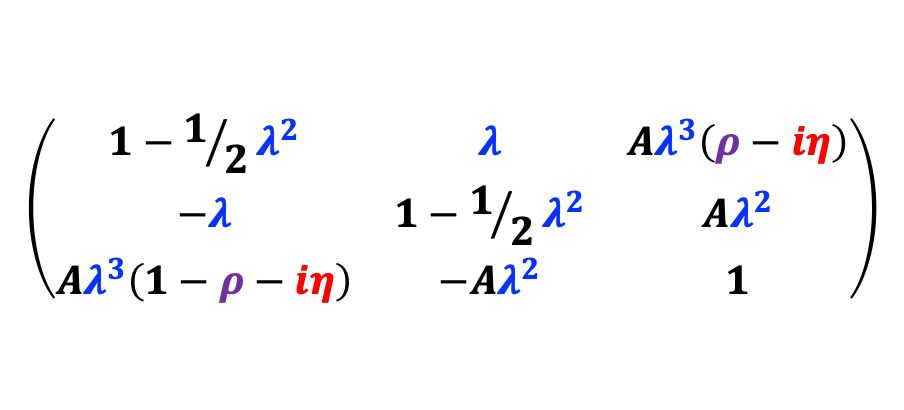 1 − 1/2 λ² λ Aλ³(ρ − iη)
−λ 1 − 1/2 λ² Aλ²
Aλ³(1 − ρ − iη) −Aλ² 1